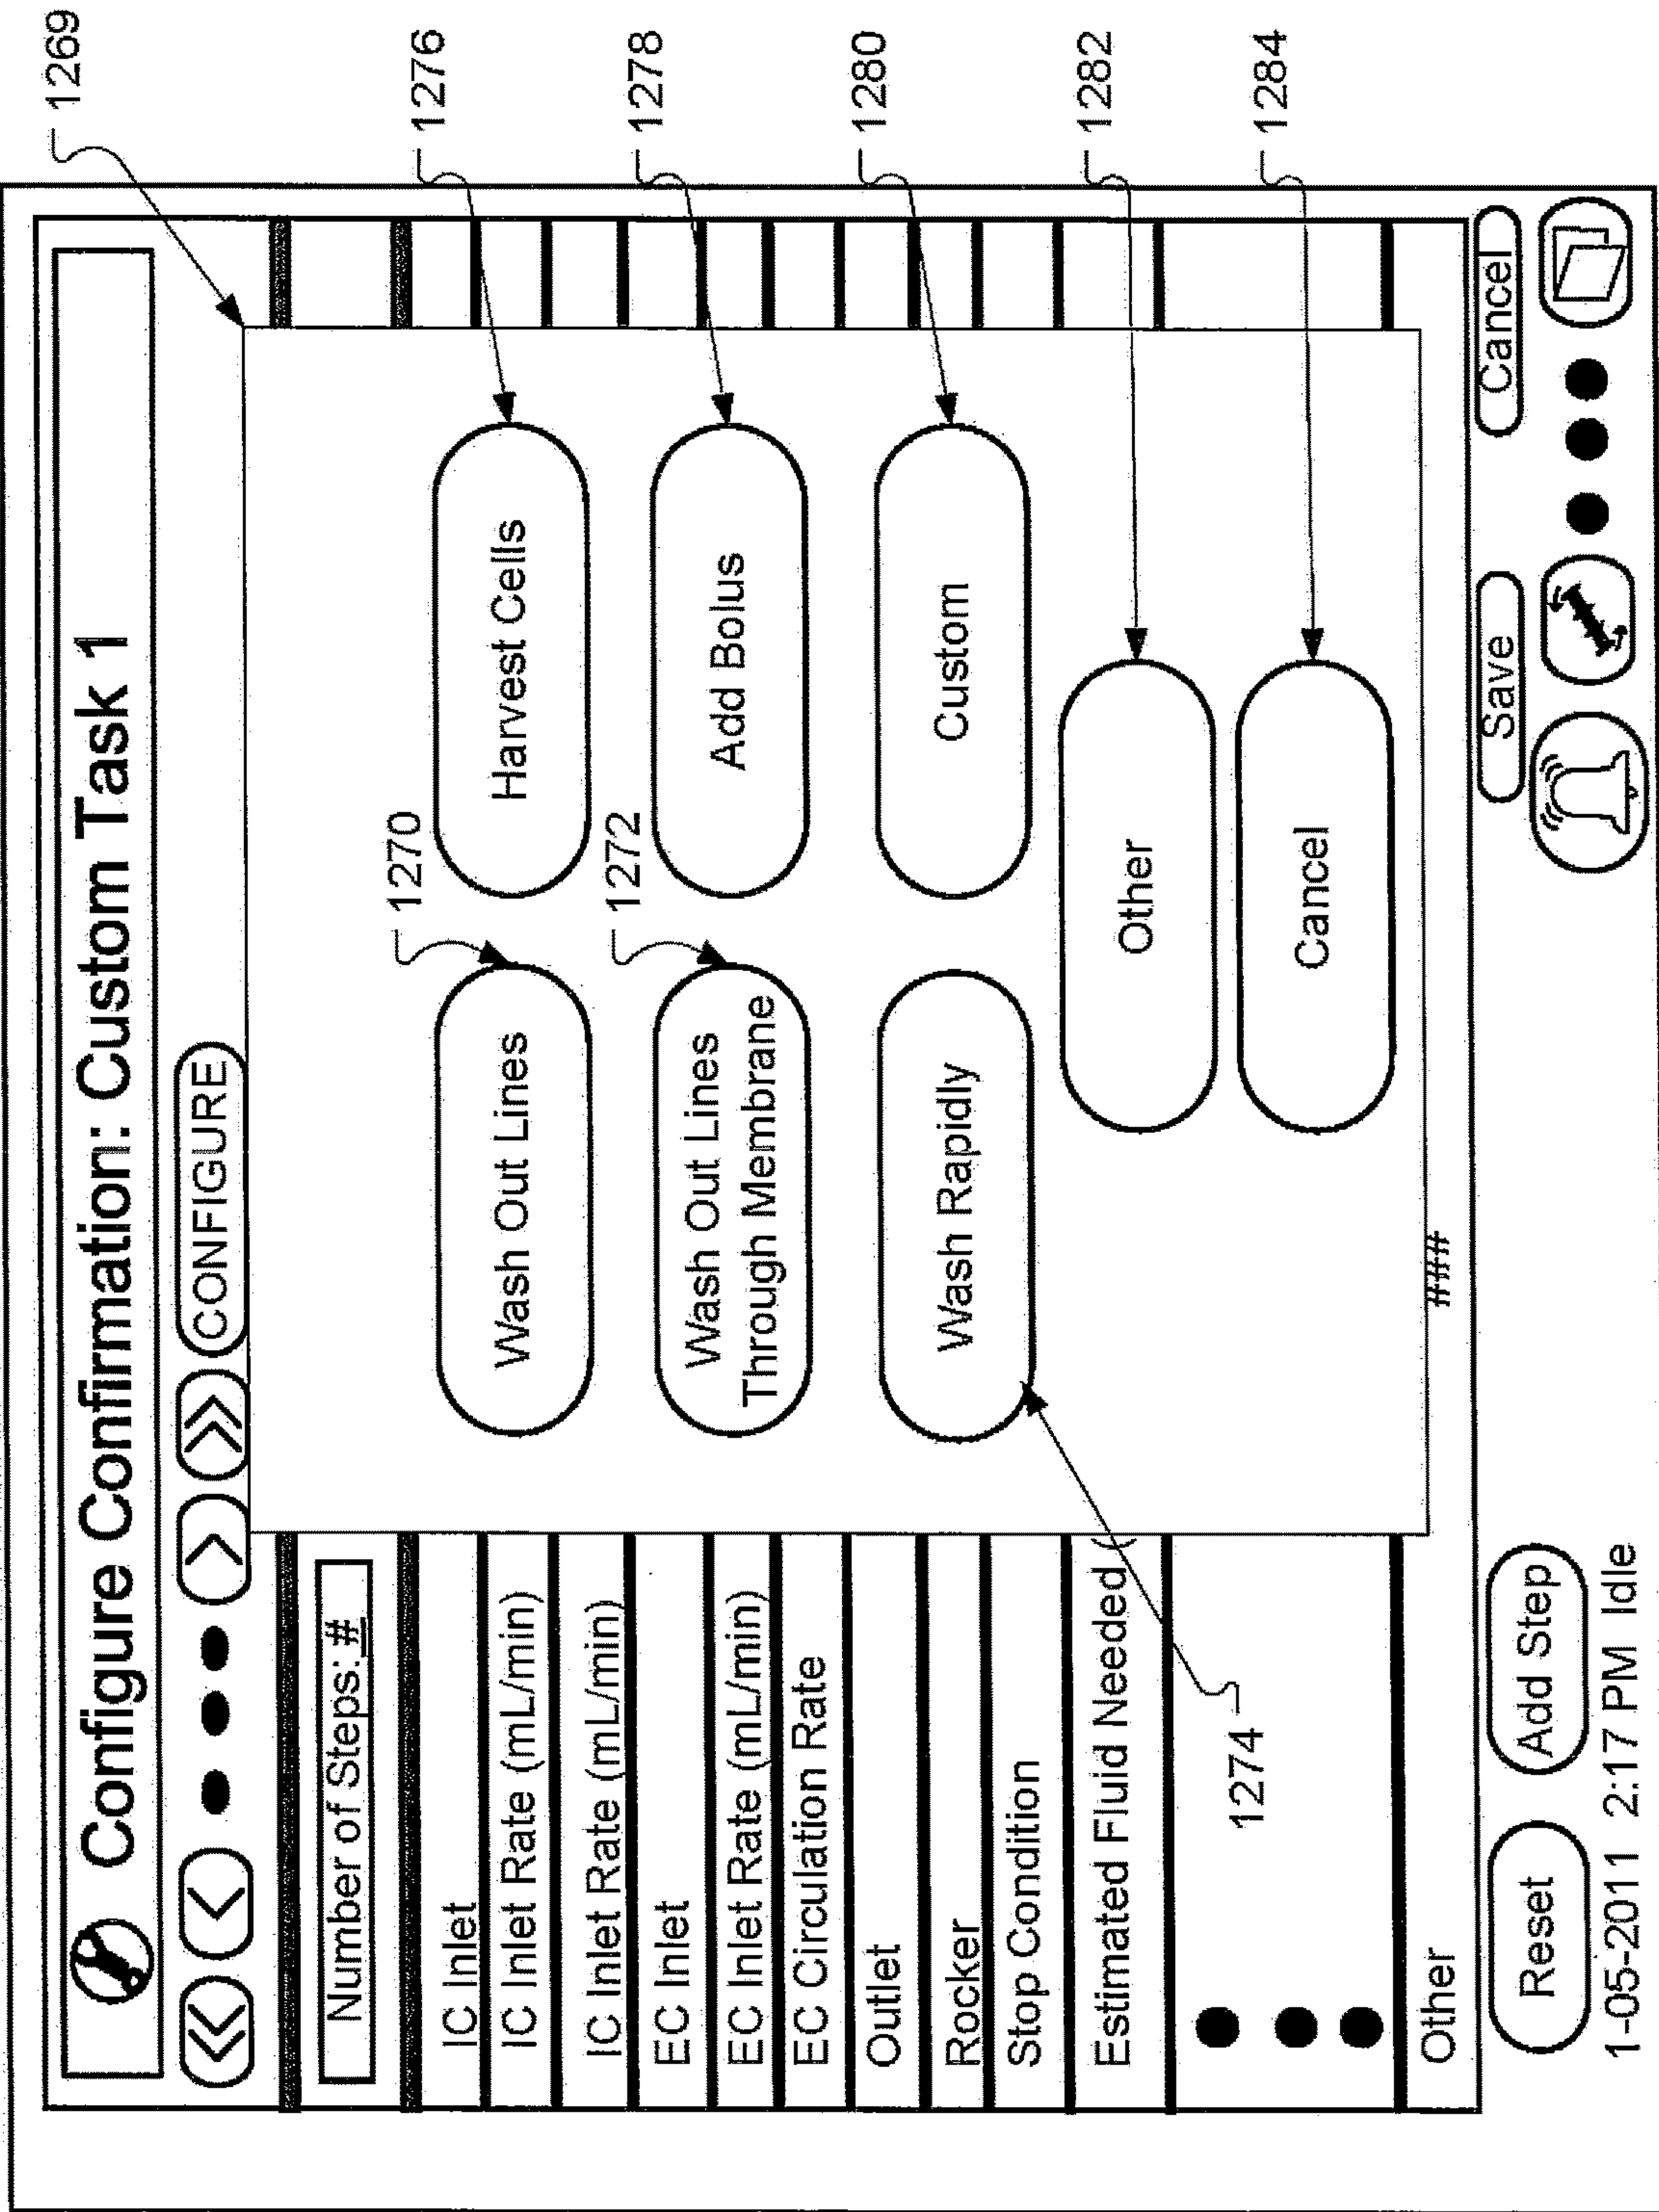 1269
Configure Confirmation: Custom Task 1
CONFIGURE
Number of Steps: #
IC Inlet
IC Inlet Rate (mL/min)
IC Inlet Rate (mL/min)
EC Inlet
EC Inlet Rate (mL/min)
EC Circulation Rate
Outlet
Rocker
Stop Condition
Estimated Fluid Needed (
Other
1270
Wash Out Lines
1272
Wash Out Lines
Through Membrane
Wash Rapidly
1274
Harvest Cells
1276
Add Bolus
1278
Custom
1280
Other
1282
Cancel
1284
###
Reset
Add Step
Save
Cancel
1-05-2011 2:17 PM Idle